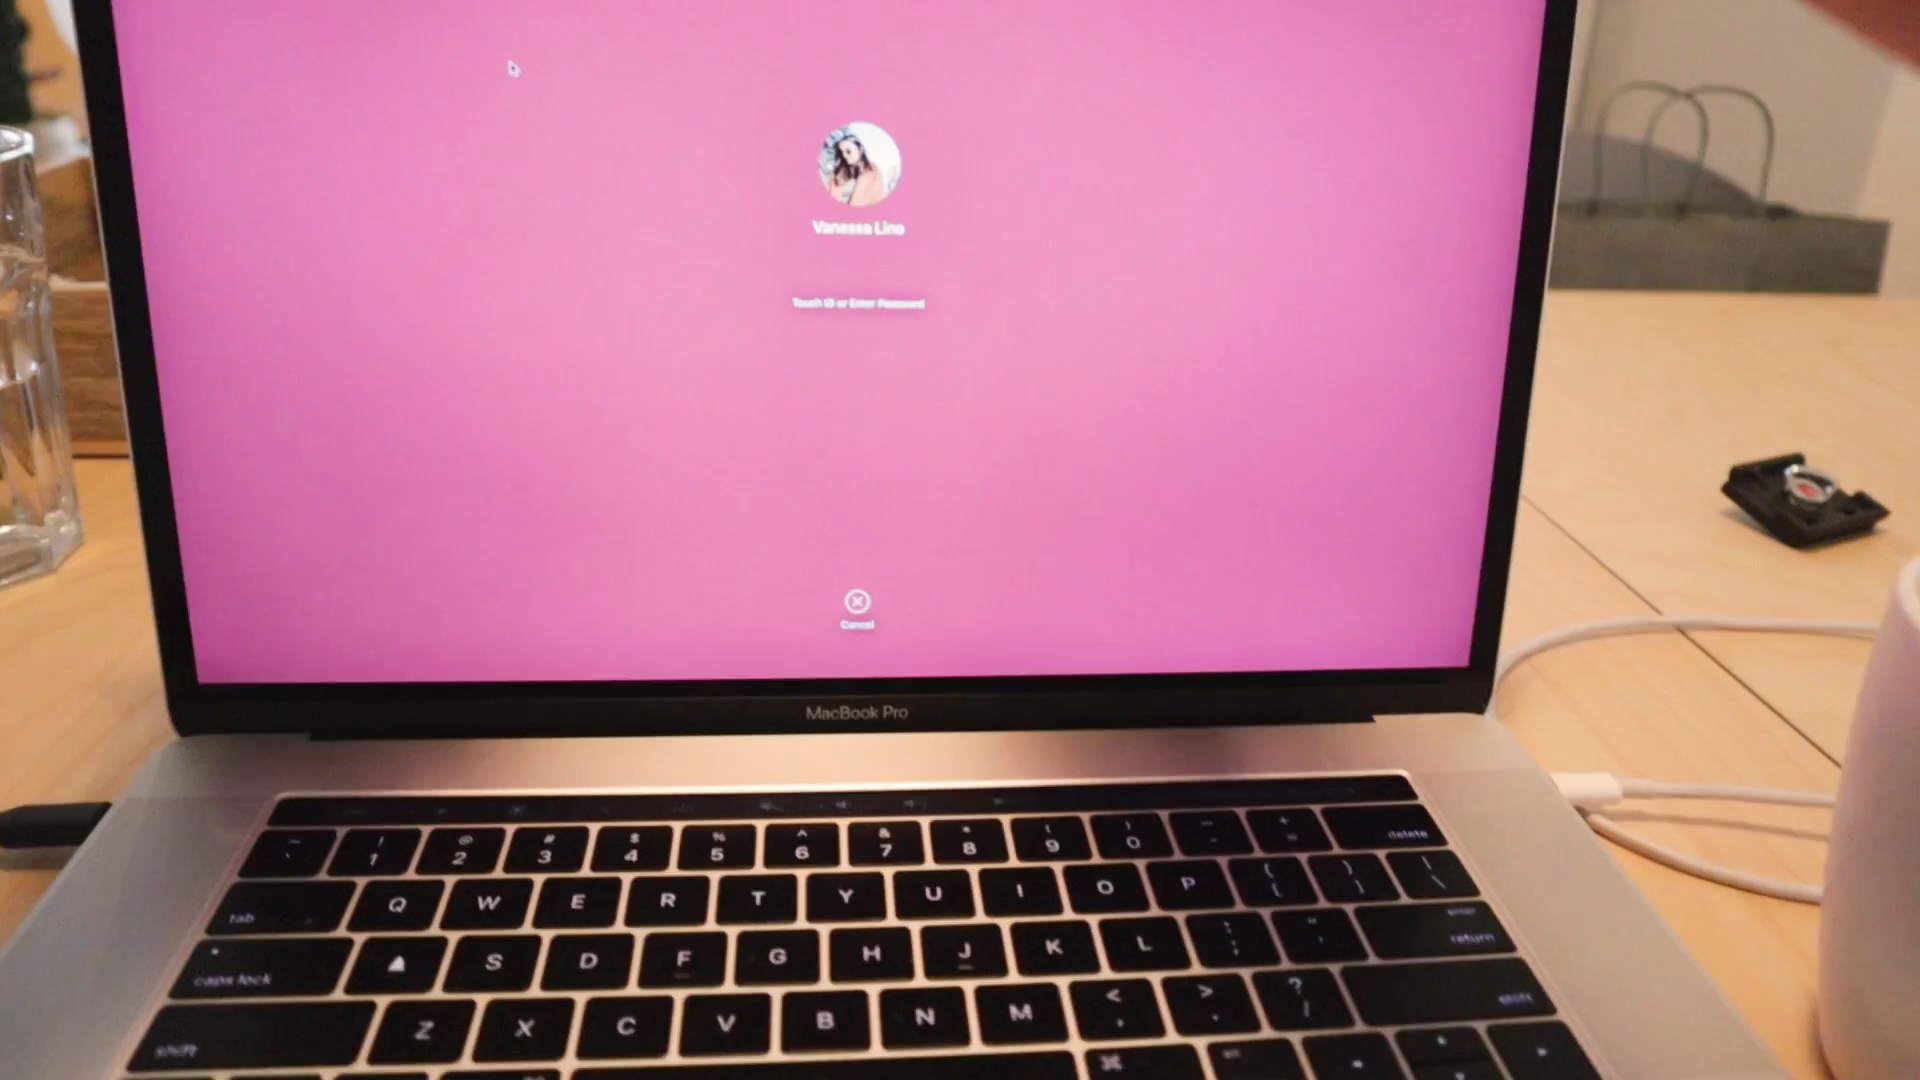 Vanessa Lino
Touch ID or Enter Password
Cancel
MacBook Pro
! @ # $ % ^ & * ( )
1 2 3 4 5 6 7 8 9 0 delete
tab Q W E R T Y U I O P
caps lock S D F G H J K L enter
return
shift Z X C V B N M < > ? shift
, . /
⌘